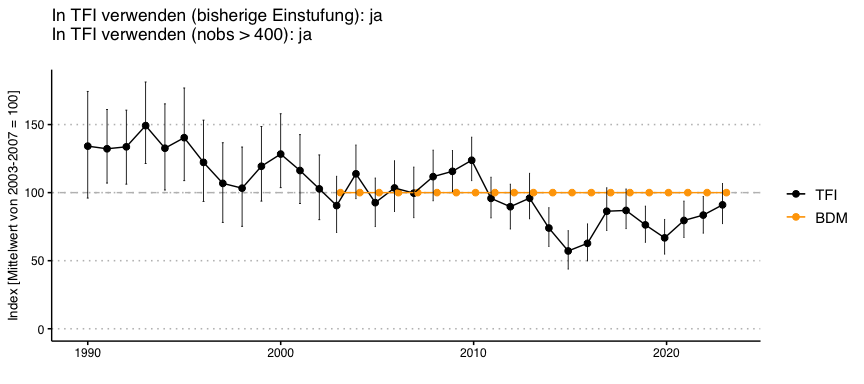 In TFI verwenden (bisherige Einstufung): ja
In TFI verwenden (nobs > 400): ja
Index [Mittelwert von 2003-2007 = 100]
150
100
50
0
1990
2000
2010
2020
TFI
BDM